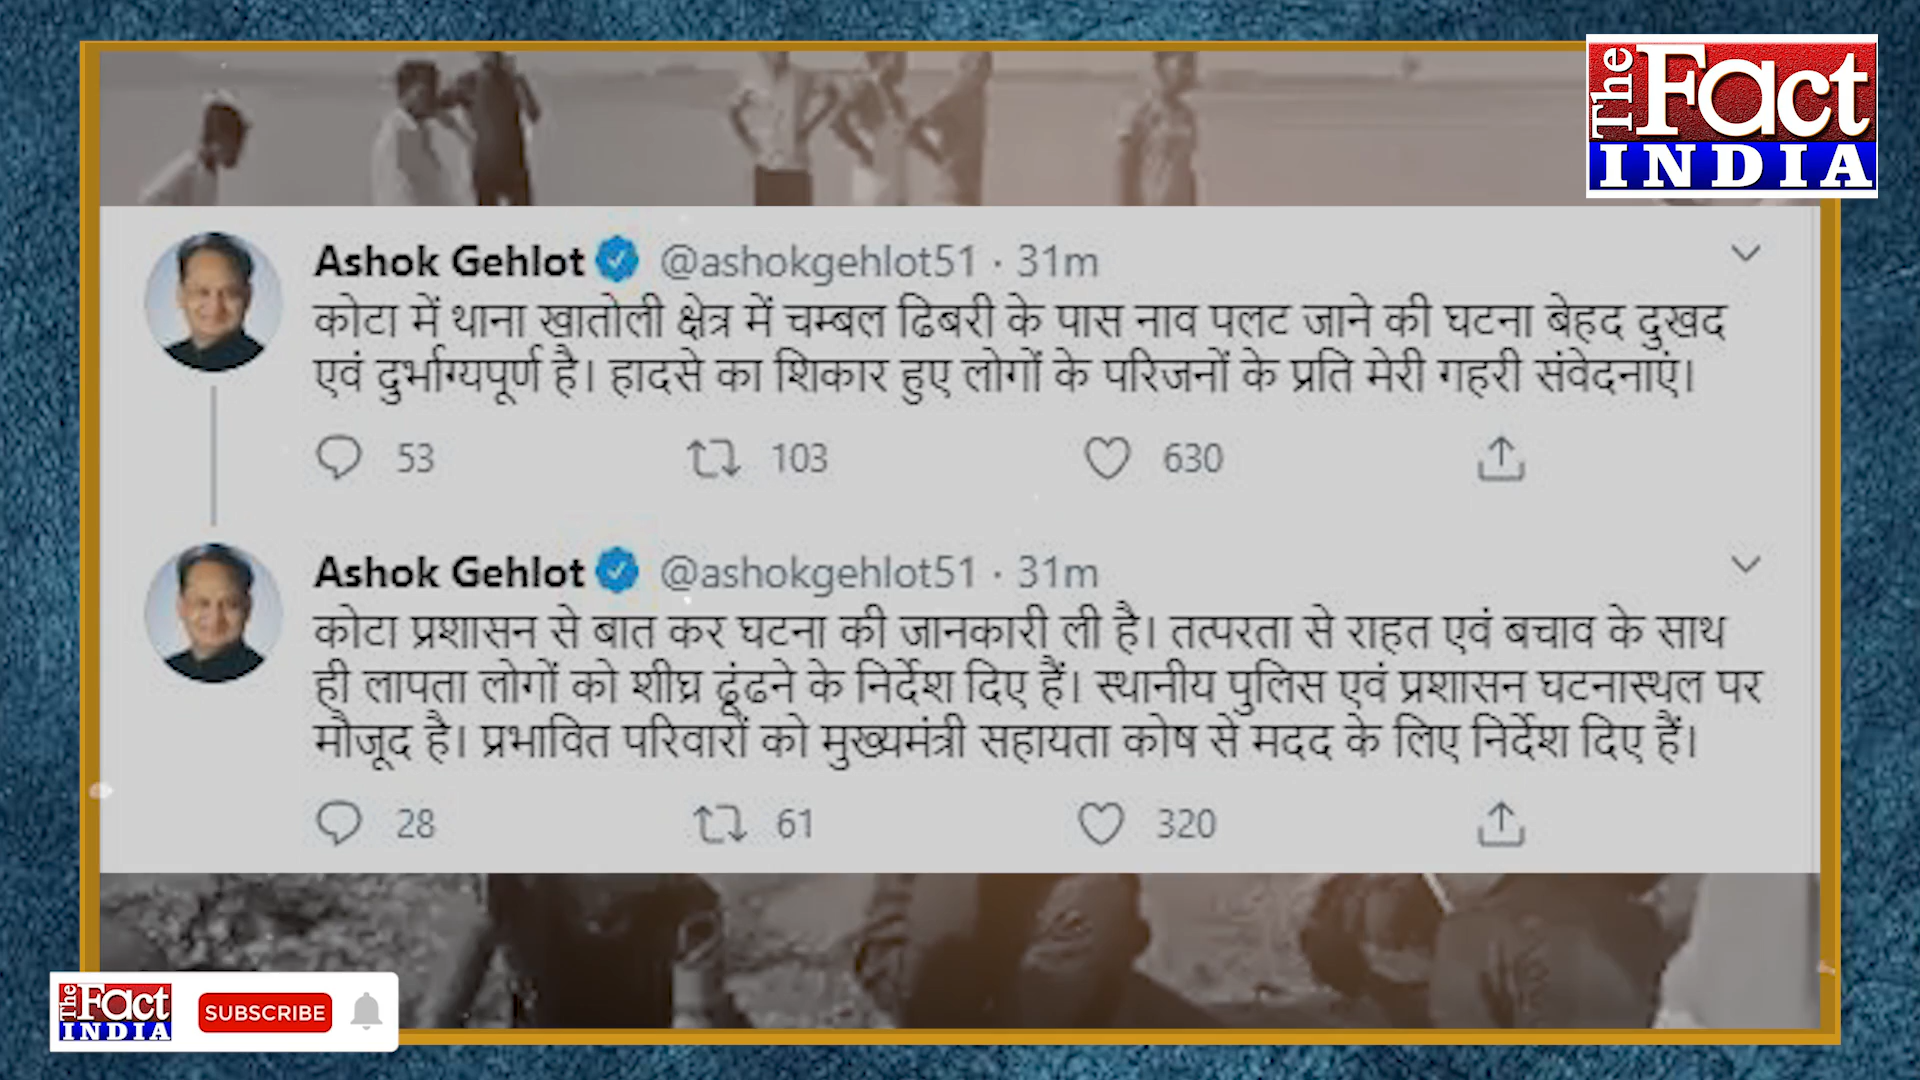 The Fact
INDIA
Ashok Gehlot @ashokgehlot51 · 31m
कोटा में थाना खातोली क्षेत्र में चम्बल ढिबरी के पास नाव पलट जाने की घटना बेहद दुखद
एवं दुर्भाग्यपूर्ण है। हादसे का शिकार हुए लोगों के परिजनों के प्रति मेरी गहरी संवेदनाएं।
53 103 630
Ashok Gehlot @ashokgehlot51 · 31m
कोटा प्रशासन से बात कर घटना की जानकारी ली है। तत्परता से राहत एवं बचाव के साथ
ही लापता लोगों को शीघ्र ढूंढने के निर्देश दिए हैं। स्थानीय पुलिस एवं प्रशासन घटनास्थल पर
मौजूद है। प्रभावित परिवारों को मुख्यमंत्री सहायता कोष से मदद के लिए निर्देश दिए हैं।
28 61 320
The Fact
INDIA
SUBSCRIBE